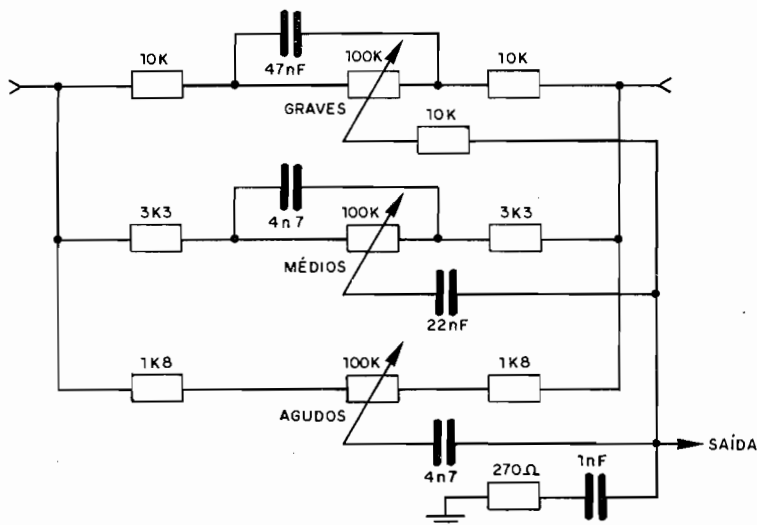 10K
47nF
100K
10K
GRAVES
10K
3K3
4n7
100K
3K3
MÉDIOS
22nF
1K8
100K
1K8
AGUDOS
4n7
SAÍDA
270Ω
1nF